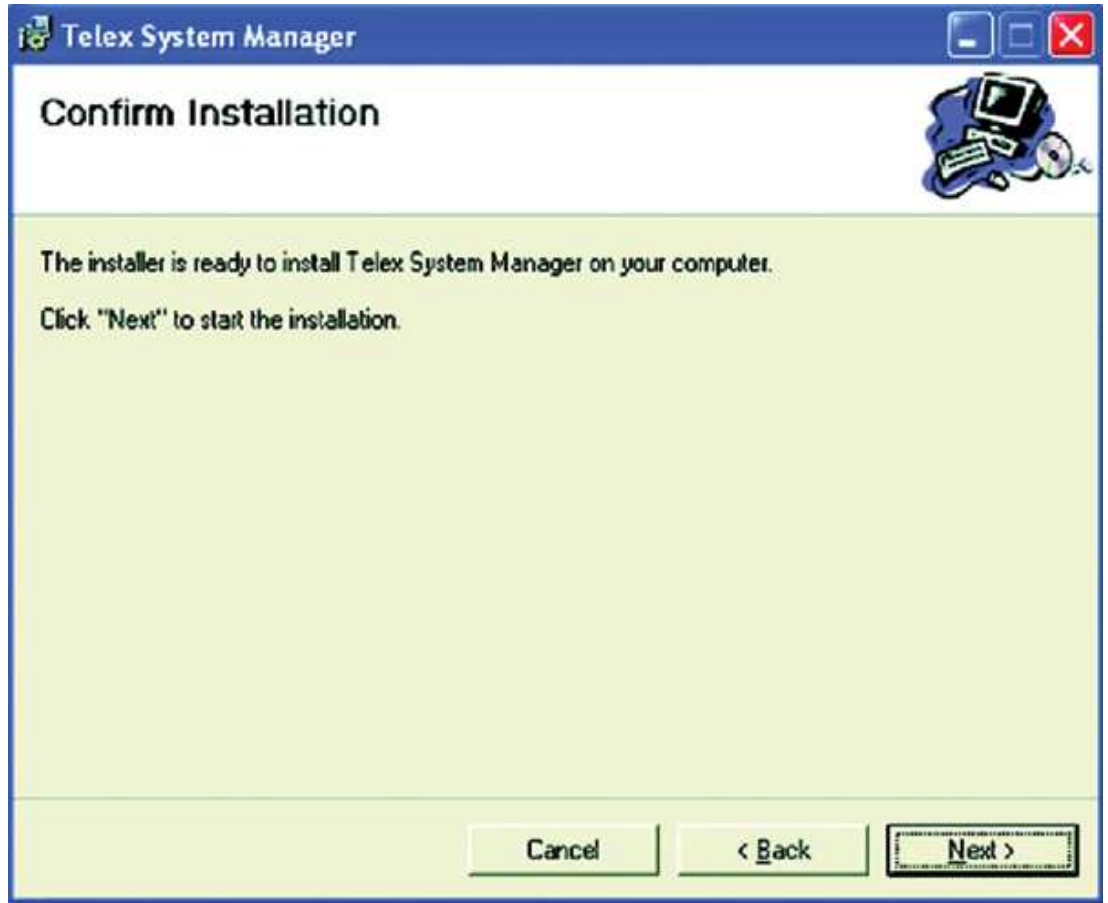 Telex System Manager
Confirm Installation
The installer is ready to install Telex System Manager on your computer.
Click "Next" to start the installation.
Cancel
< Back
Next >